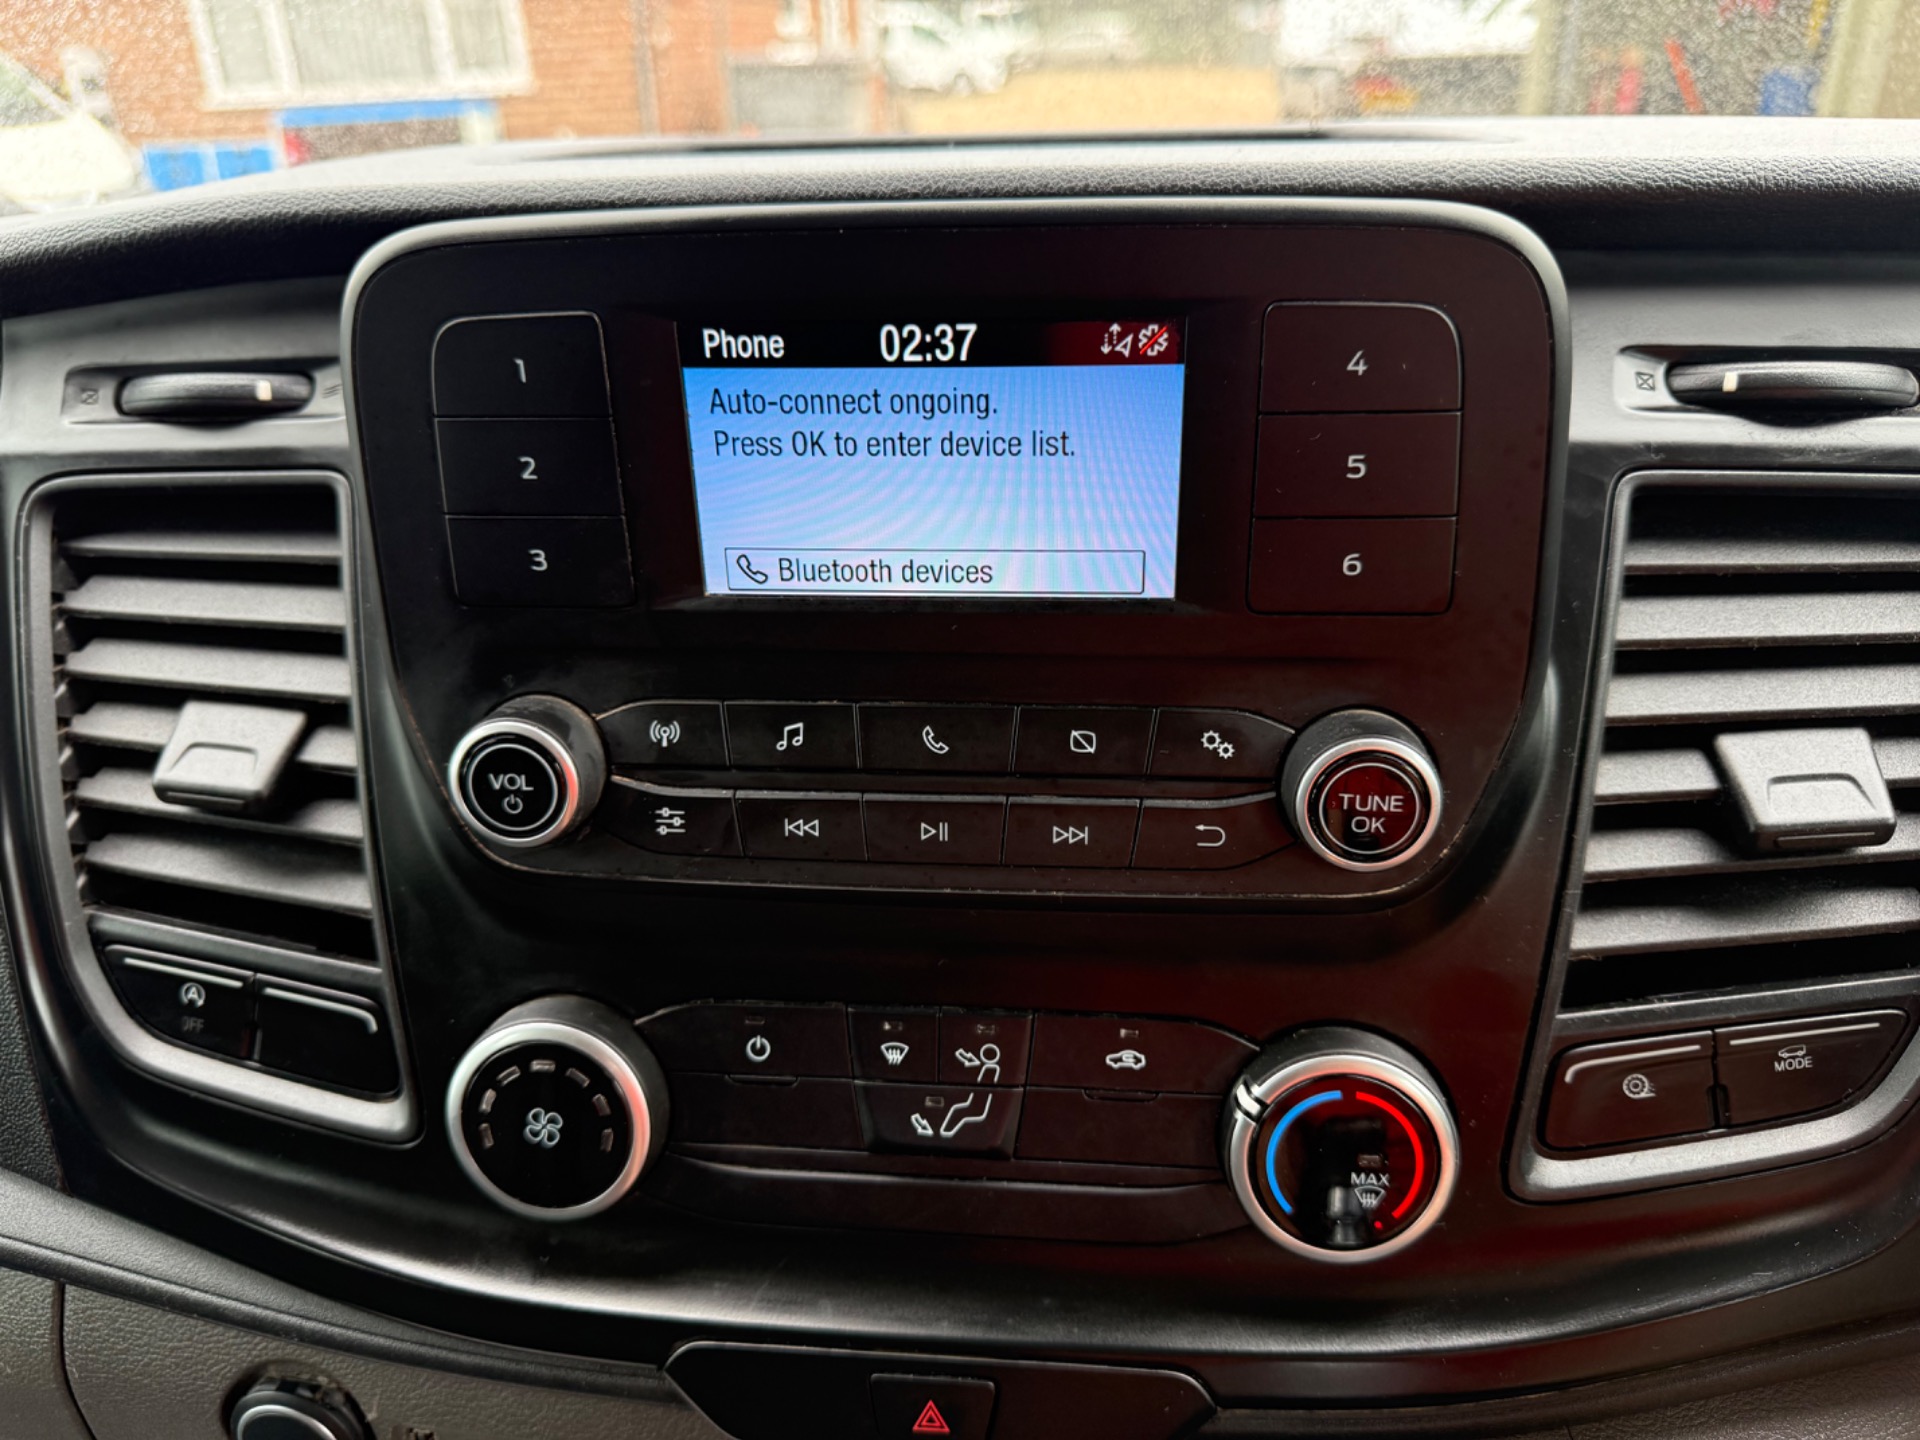 Phone 02:37
Auto-connect ongoing.
Press OK to enter device list.
Bluetooth devices
1
2
3
4
5
6
VOL
TUNE
OK
A
OFF
MODE
MAX